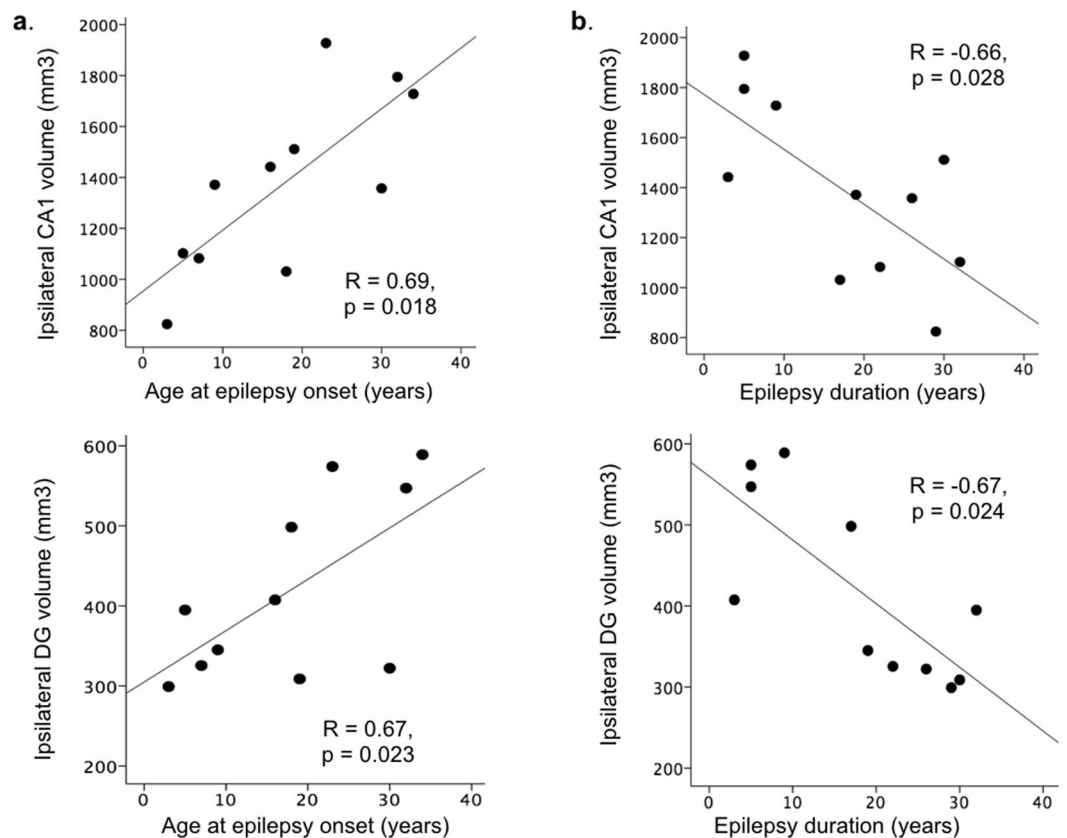 a.
Ipsilateral CA1 volume (mm3)
2000
1800
1600
1400
1200
1000
800
R = 0.69,
p = 0.018
0 10 20 30 40
Age at epilepsy onset (years)
b.
Ipsilateral CA1 volume (mm3)
2000
1800
1600
1400
1200
1000
800
R = -0.66,
p = 0.028
0 10 20 30 40
Epilepsy duration (years)
Ipsilateral DG volume (mm3)
600
500
400
300
200
R = 0.67,
p = 0.023
0 10 20 30 40
Age at epilepsy onset (years)
Ipsilateral DG volume (mm3)
600
500
400
300
200
R = -0.67,
p = 0.024
0 10 20 30 40
Epilepsy duration (years)